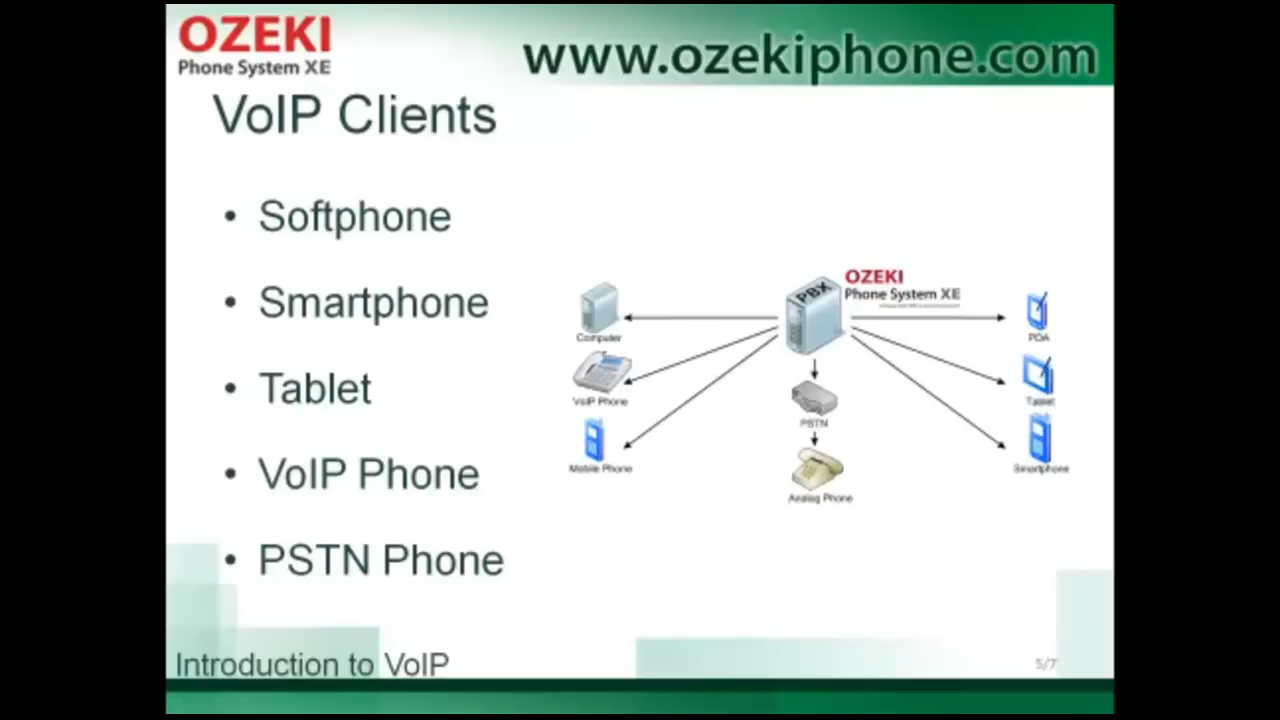 OZEKI
Phone System XE
www.ozekiphone.com
VoIP Clients
• Softphone
• Smartphone
• Tablet
• VoIP Phone
• PSTN Phone
PBX
OZEKI
Phone System XE
Computer
PDA
VoIP Phone
Tablet
PSTN
Mobile Phone
Smartphone
Analog Phone
Introduction to VoIP
5/7